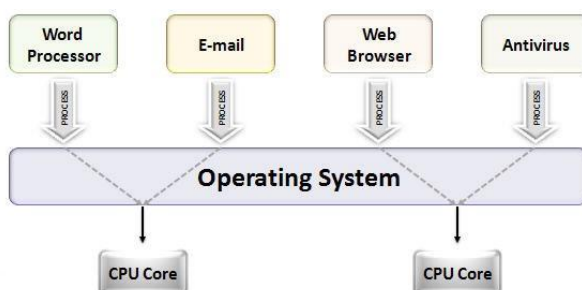 Word
Processor
E-mail
Web
Browser
Antivirus
PROCESS
PROCESS
PROCESS
PROCESS
Operating System
CPU Core
CPU Core